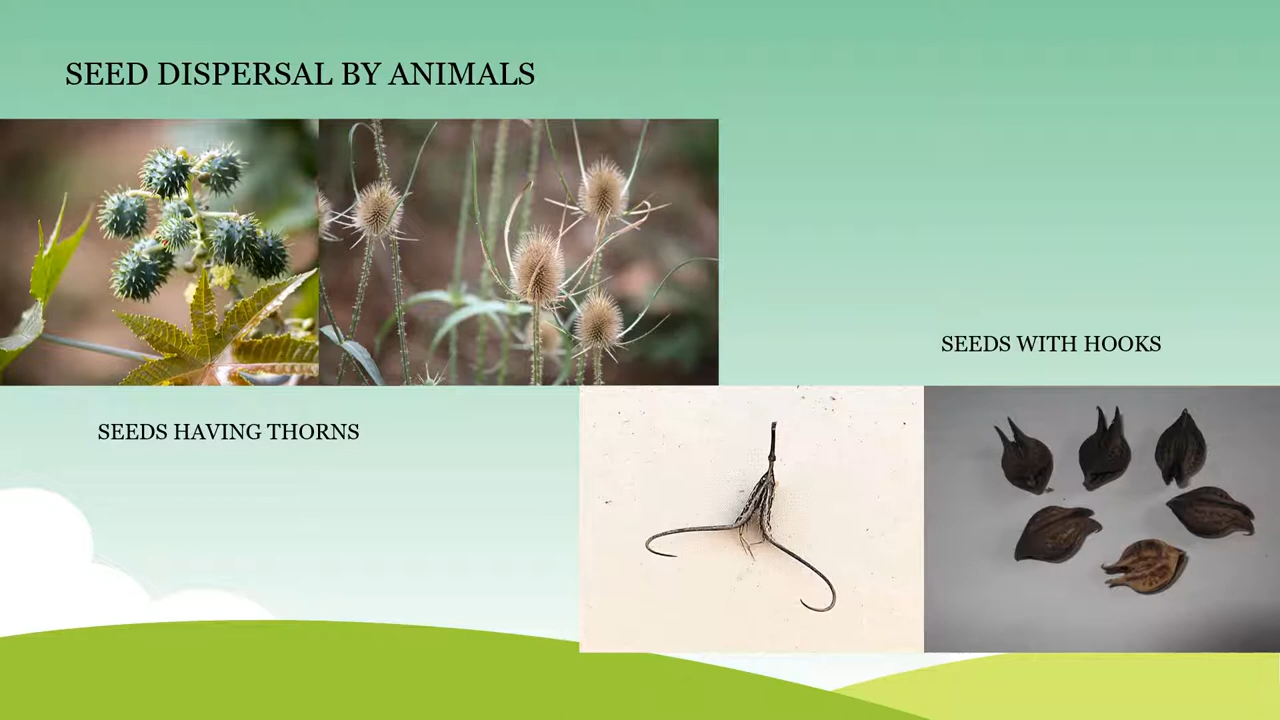 SEED DISPERSAL BY ANIMALS
SEEDS WITH HOOKS
SEEDS HAVING THORNS